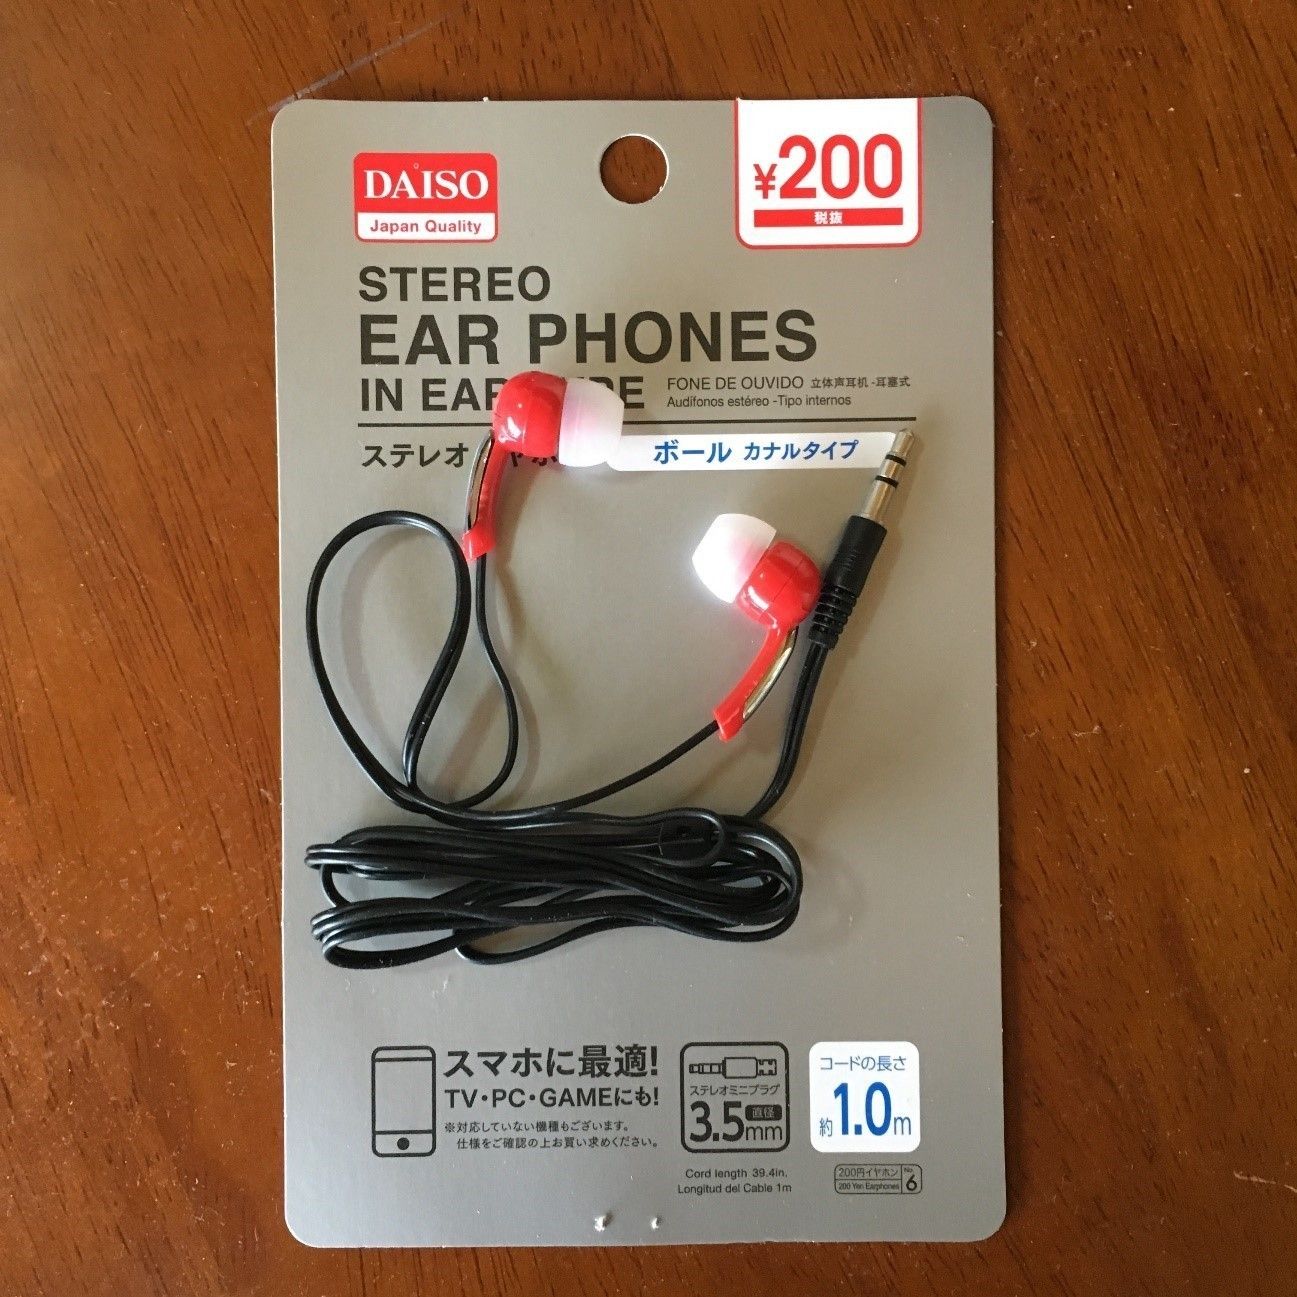 DAISO
Japan Quality
¥200
税抜
STEREO
EAR PHONES
IN EAR
FONE DE OUVIDO 立体声耳机-耳塞式
Audífonos estéreo -Tipo internos
ステレオ
ボール カナルタイプ
スマホに最適!
TV・PC・GAMEにも!
※対応していない機種もございます。
仕様をご確認の上お買い求めください。
ステレオミニプラグ
3.5直径mm
コードの長さ
約1.0m
Cord length 39.4in.
Longitud del Cable 1m
200円イヤホン
200 Yen Earphones
No.
6